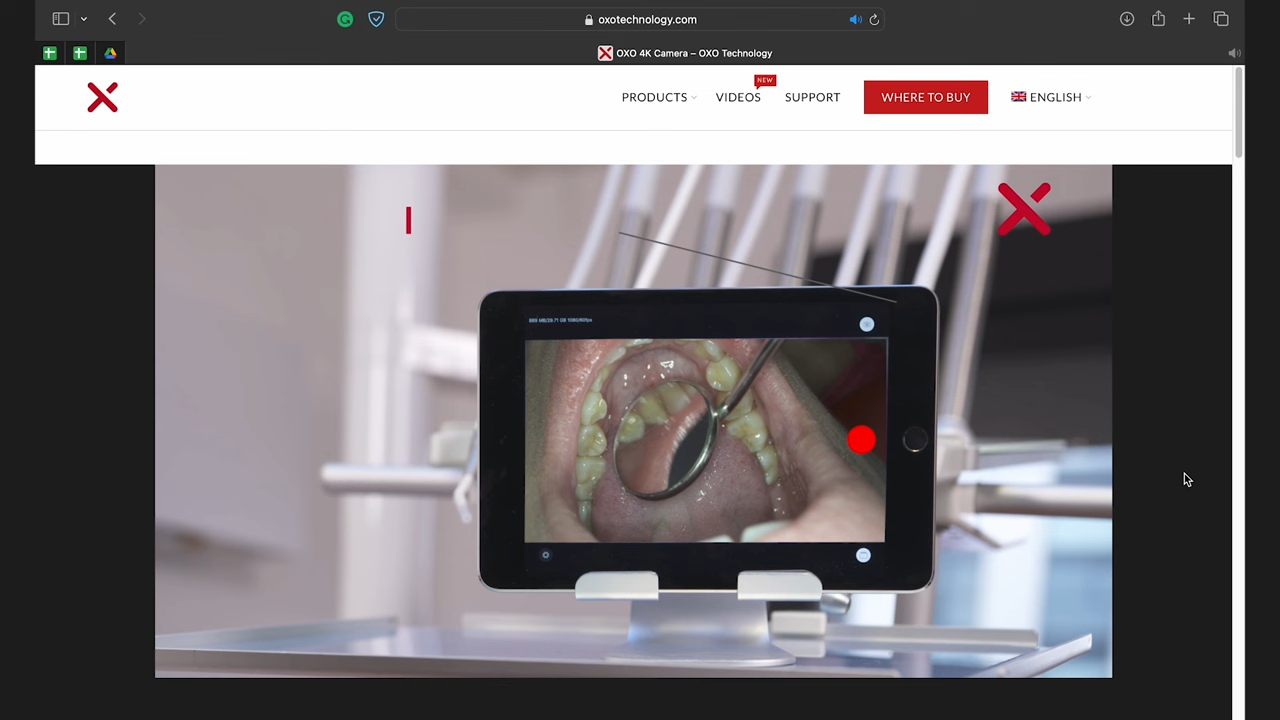 oxotechnology.com
OXO 4K Camera – OXO Technology
NEW
PRODUCTS VIDEOS SUPPORT WHERE TO BUY ENGLISH